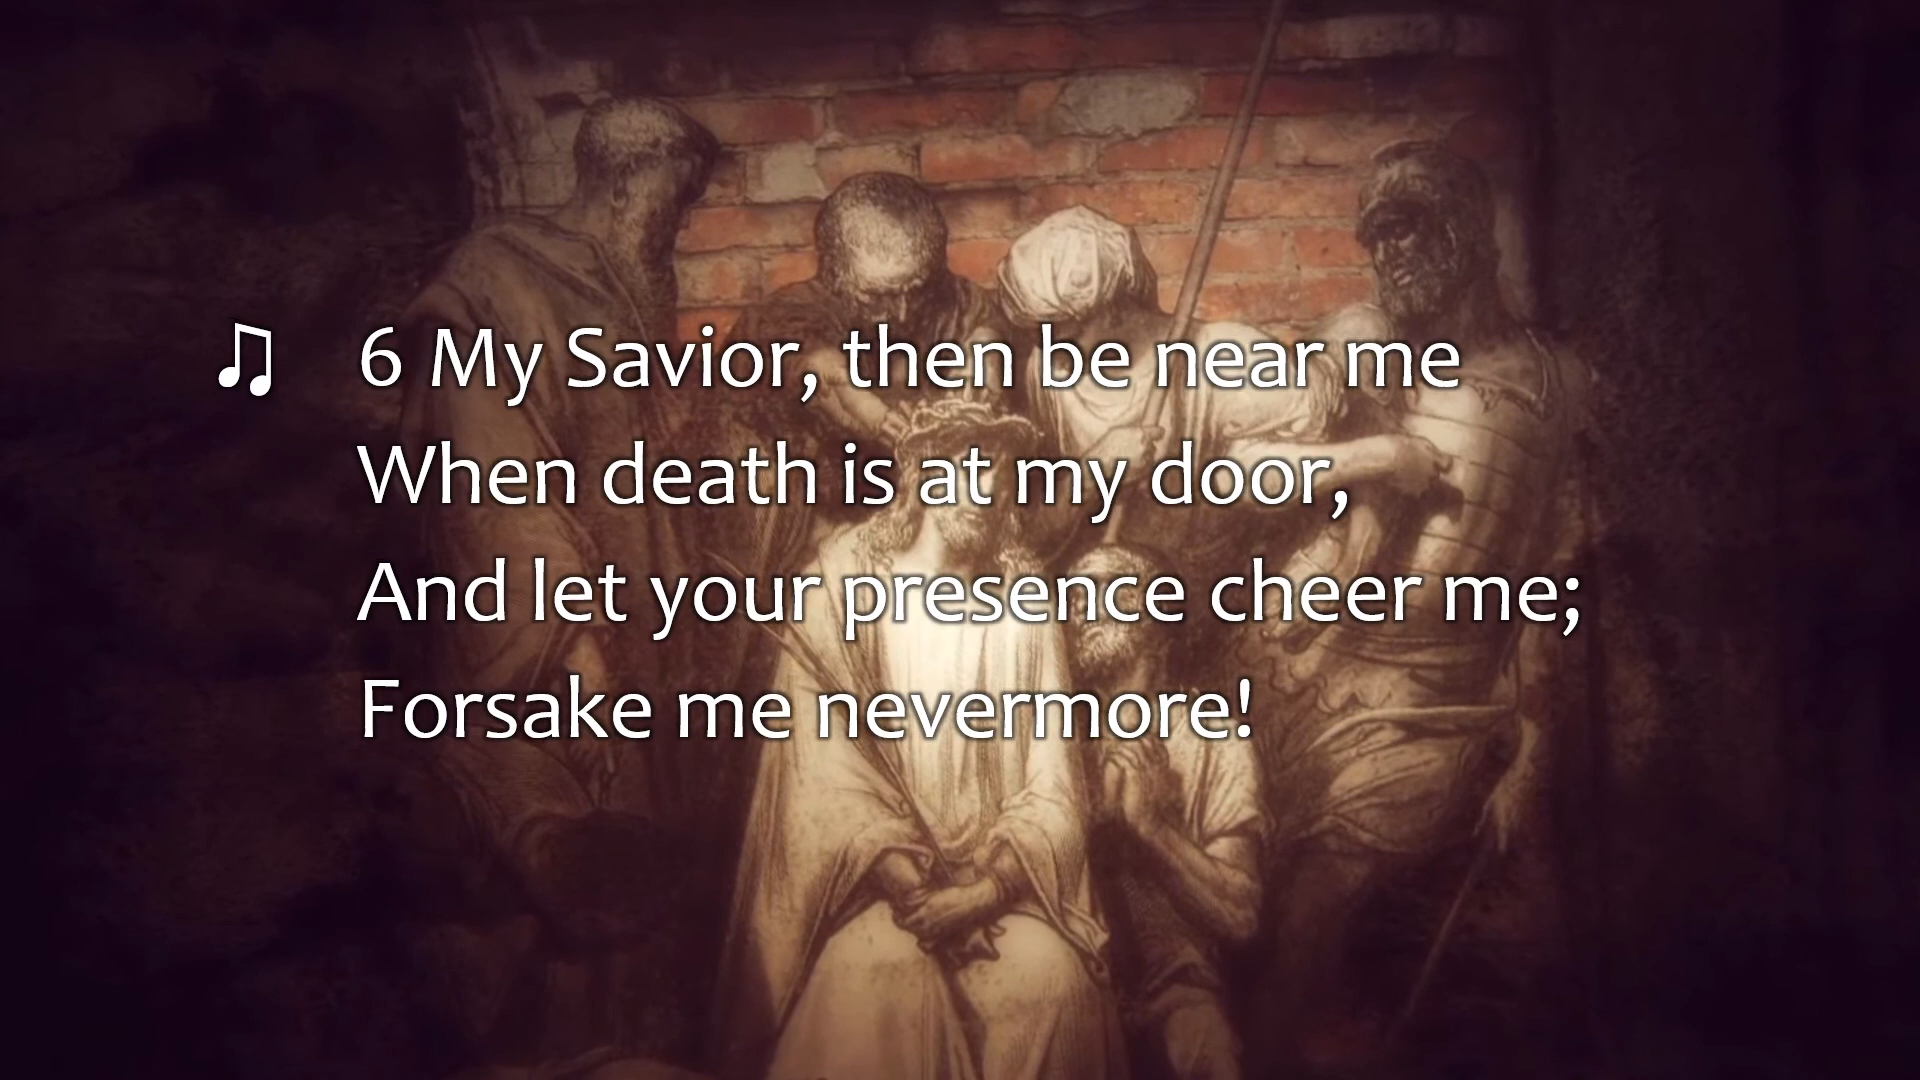 ♫ 6 My Savior, then be near me
When death is at my door,
And let your presence cheer me;
Forsake me nevermore!